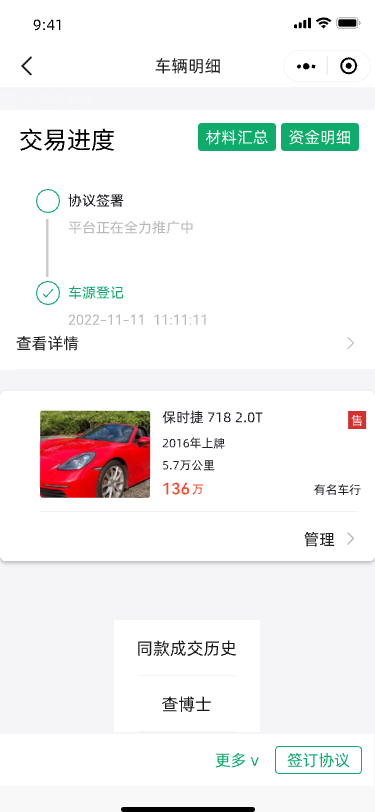 9:41
车辆明细
交易进度
材料汇总
资金明细
协议签署
平台正在全力推广中
车源登记
2022-11-11 11:11:11
查看详情
保时捷 718 2.0T
售
2016年上牌
5.7万公里
136万
有名车行
管理
同款成交历史
查博士
更多 v
签订协议